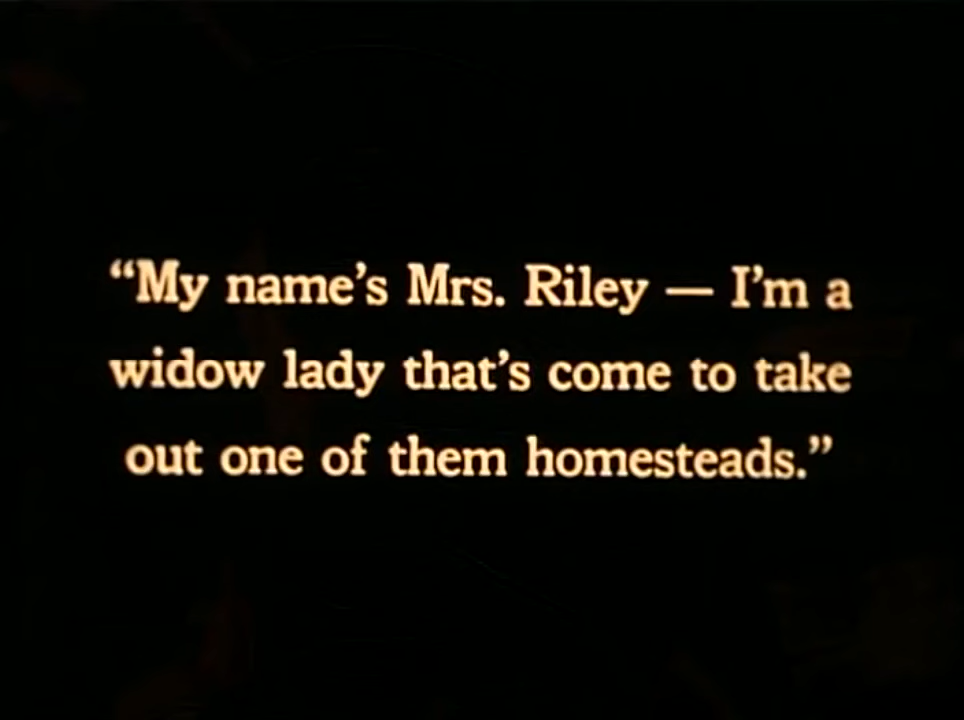 “My name’s Mrs. Riley — I’m a
widow lady that’s come to take
out one of them homesteads.”